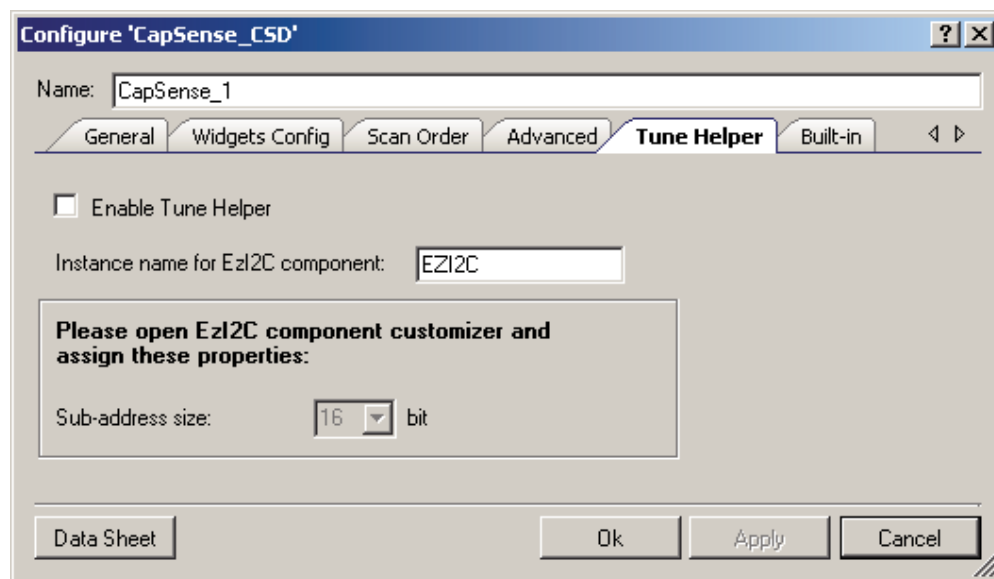 Configure 'CapSense_CSD'
Name: CapSense_1
General Widgets Config Scan Order Advanced Tune Helper Built-in
Enable Tune Helper
Instance name for EzI2C component: EZI2C
Please open EzI2C component customizer and
assign these properties:
Sub-address size: 16 bit
Data Sheet Ok Apply Cancel